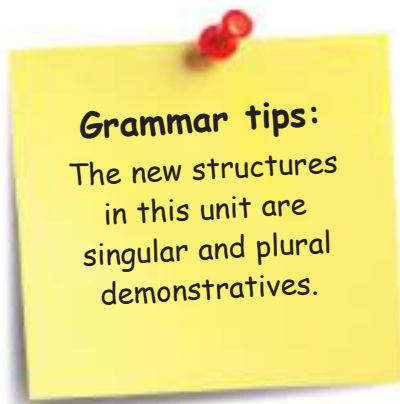 Grammar tips:
The new structures
in this unit are
singular and plural
demonstratives.